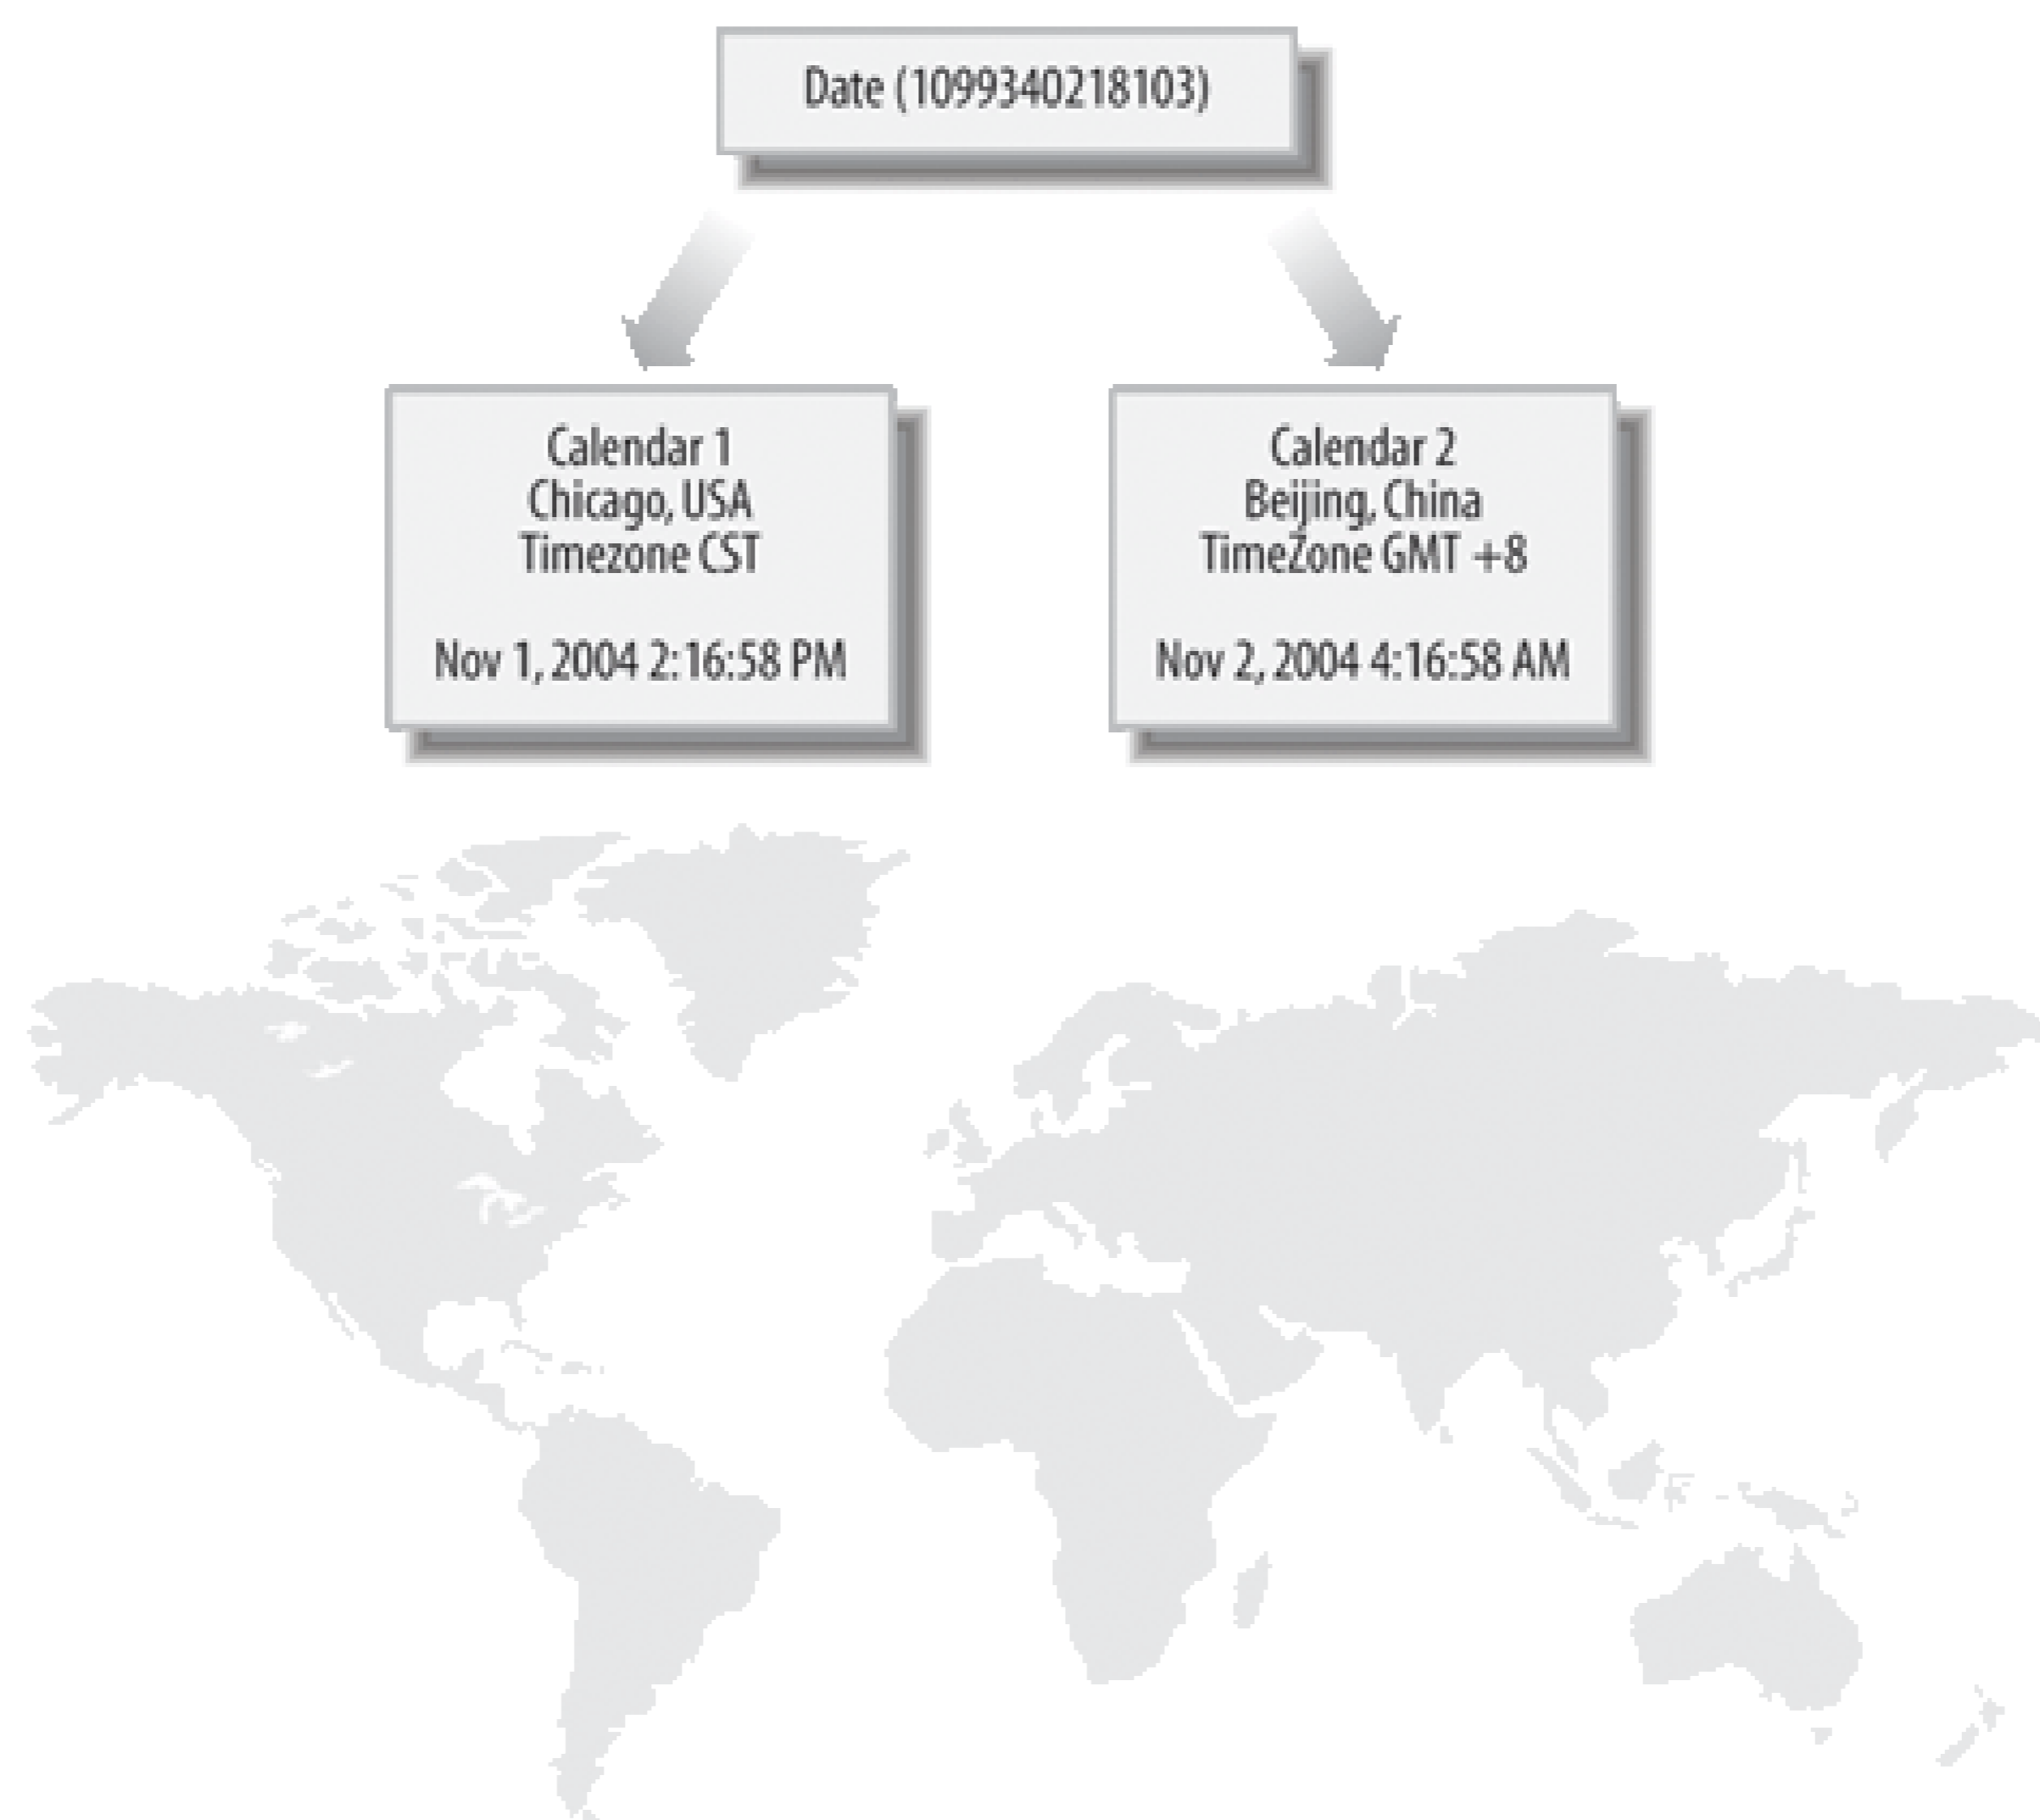 Date (1099340218103)
Calendar 1
Chicago, USA
Timezone CST
Nov 1, 2004 2:16:58 PM
Calendar 2
Beijing, China
TimeZone GMT +8
Nov 2, 2004 4:16:58 AM